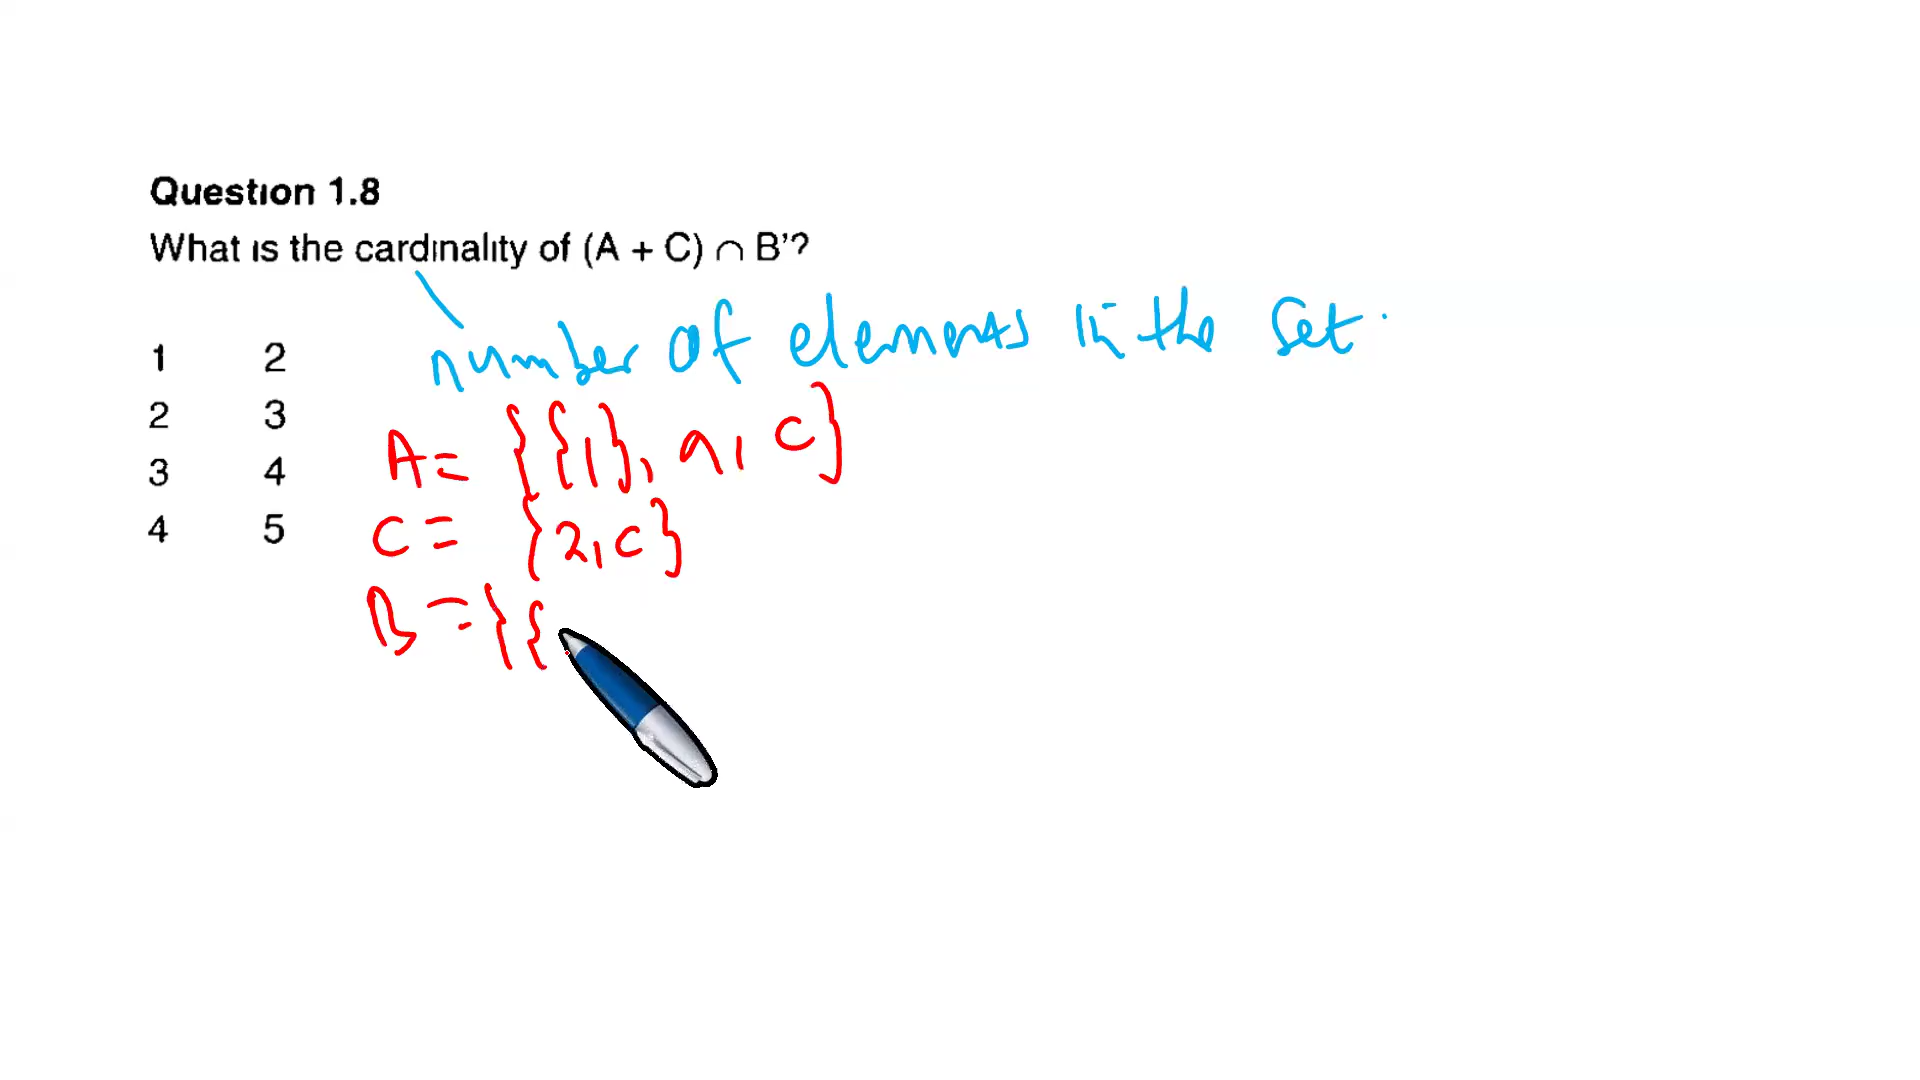 Question 1.8
What is the cardinality of (A + C) ∩ B'?
number of elements in the set.
1 2
2 3
3 4
4 5
A = {{1}, a, c}
C = {2, c}
B = {{